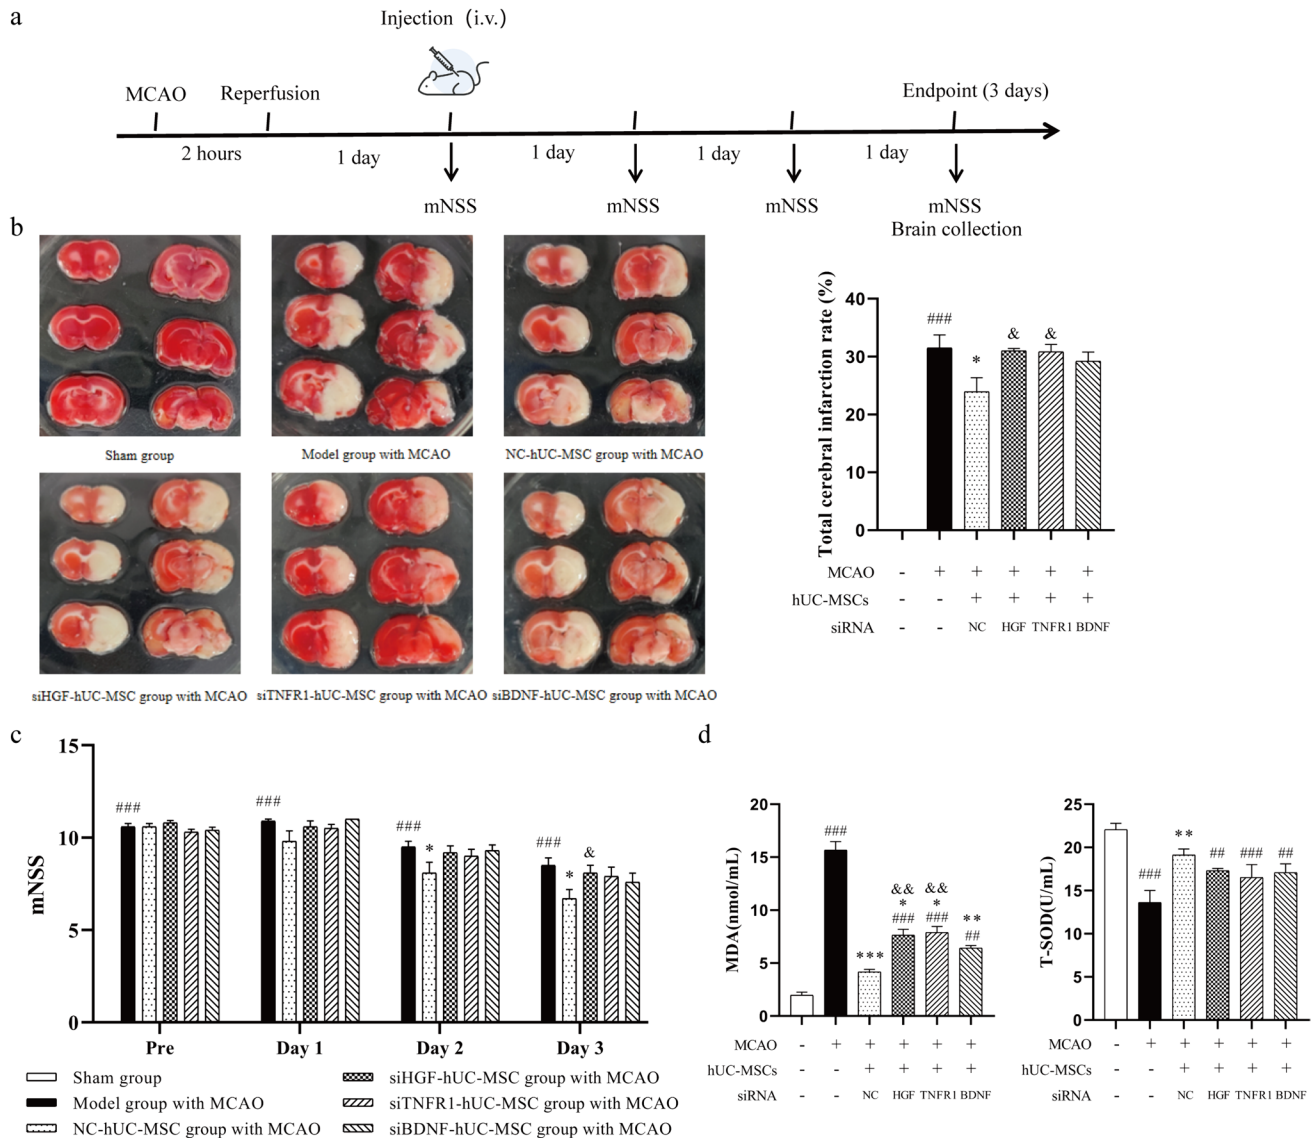 a
Injection (i.v.)
MCAO
Reperfusion
Endpoint (3 days)
2 hours
1 day
1 day
1 day
1 day
mNSS
mNSS
mNSS
mNSS
Brain collection
b
Sham group
Model group with MCAO
NC-hUC-MSC group with MCAO
siHGF-hUC-MSC group with MCAO
siTNFR1-hUC-MSC group with MCAO
siBDNF-hUC-MSC group with MCAO
Total cerebral infarction rate (%)
40
30
20
10
0
###
*
&
&
MCAO - + + + + +
hUC-MSCs - - + + + +
siRNA - - NC HGF TNFR1 BDNF
c
mNSS
15
10
5
0
###
###
###
*
###
*
&
Pre
Day 1
Day 2
Day 3
Sham group
Model group with MCAO
NC-hUC-MSC group with MCAO
siHGF-hUC-MSC group with MCAO
siTNFR1-hUC-MSC group with MCAO
siBDNF-hUC-MSC group with MCAO
d
MDA(nmol/mL)
20
15
10
5
0
###
***
&&
*
###
&&
*
###
**
##
MCAO - + + + + +
hUC-MSCs - - + + + +
siRNA - - NC HGF TNFR1 BDNF
T-SOD(U/mL)
25
20
15
10
5
0
###
**
##
###
##
MCAO - + + + + +
hUC-MSCs - - + + + +
siRNA - - NC HGF TNFR1 BDNF